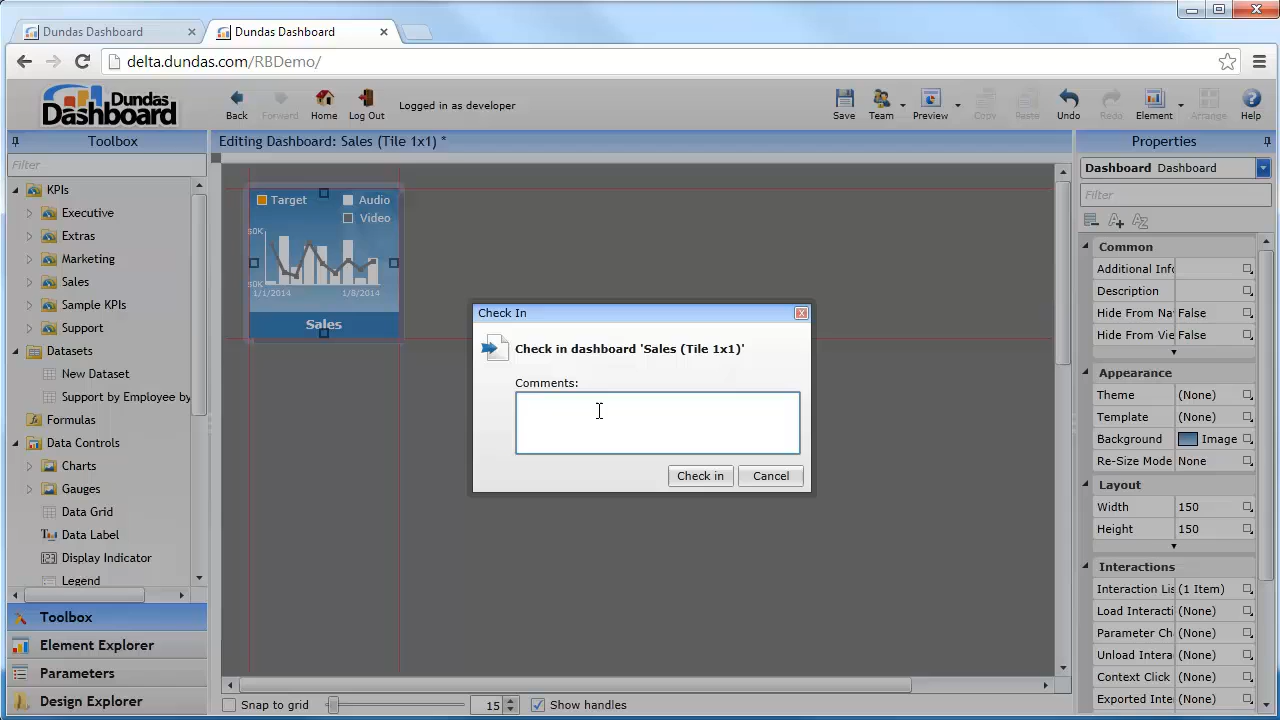 Dundas Dashboard
Dundas Dashboard
delta.dundas.com/RBDemo/
Dundas
Dashboard
Back
Forward
Home
Log Out
Logged in as developer
Save
Team
Preview
Copy
Paste
Undo
Redo
Element
Arrange
Help
Toolbox
Editing Dashboard: Sales (Tile 1x1) *
Properties
Filter
KPIs
Executive
Extras
Marketing
Sales
Sample KPIs
Support
Datasets
New Dataset
Support by Employee by
Formulas
Data Controls
Charts
Gauges
Data Grid
Data Label
Display Indicator
Legend
Toolbox
Element Explorer
Parameters
Design Explorer
Target
Audio
Video
1/1/2014
1/8/2014
Sales
Check In
Check in dashboard 'Sales (Tile 1x1)'
Comments:
Check in
Cancel
Snap to grid
15
Show handles
Dashboard Dashboard
Filter
Common
Additional Info
Description
Hide From Na False
Hide From Vie False
Appearance
Theme (None)
Template (None)
Background Image
Re-Size Mode None
Layout
Width 150
Height 150
Interactions
Interaction Lis (1 Item)
Load Interacti (None)
Parameter Ch (None)
Unload Intera (None)
Context Click (None)
Exported Inte (None)